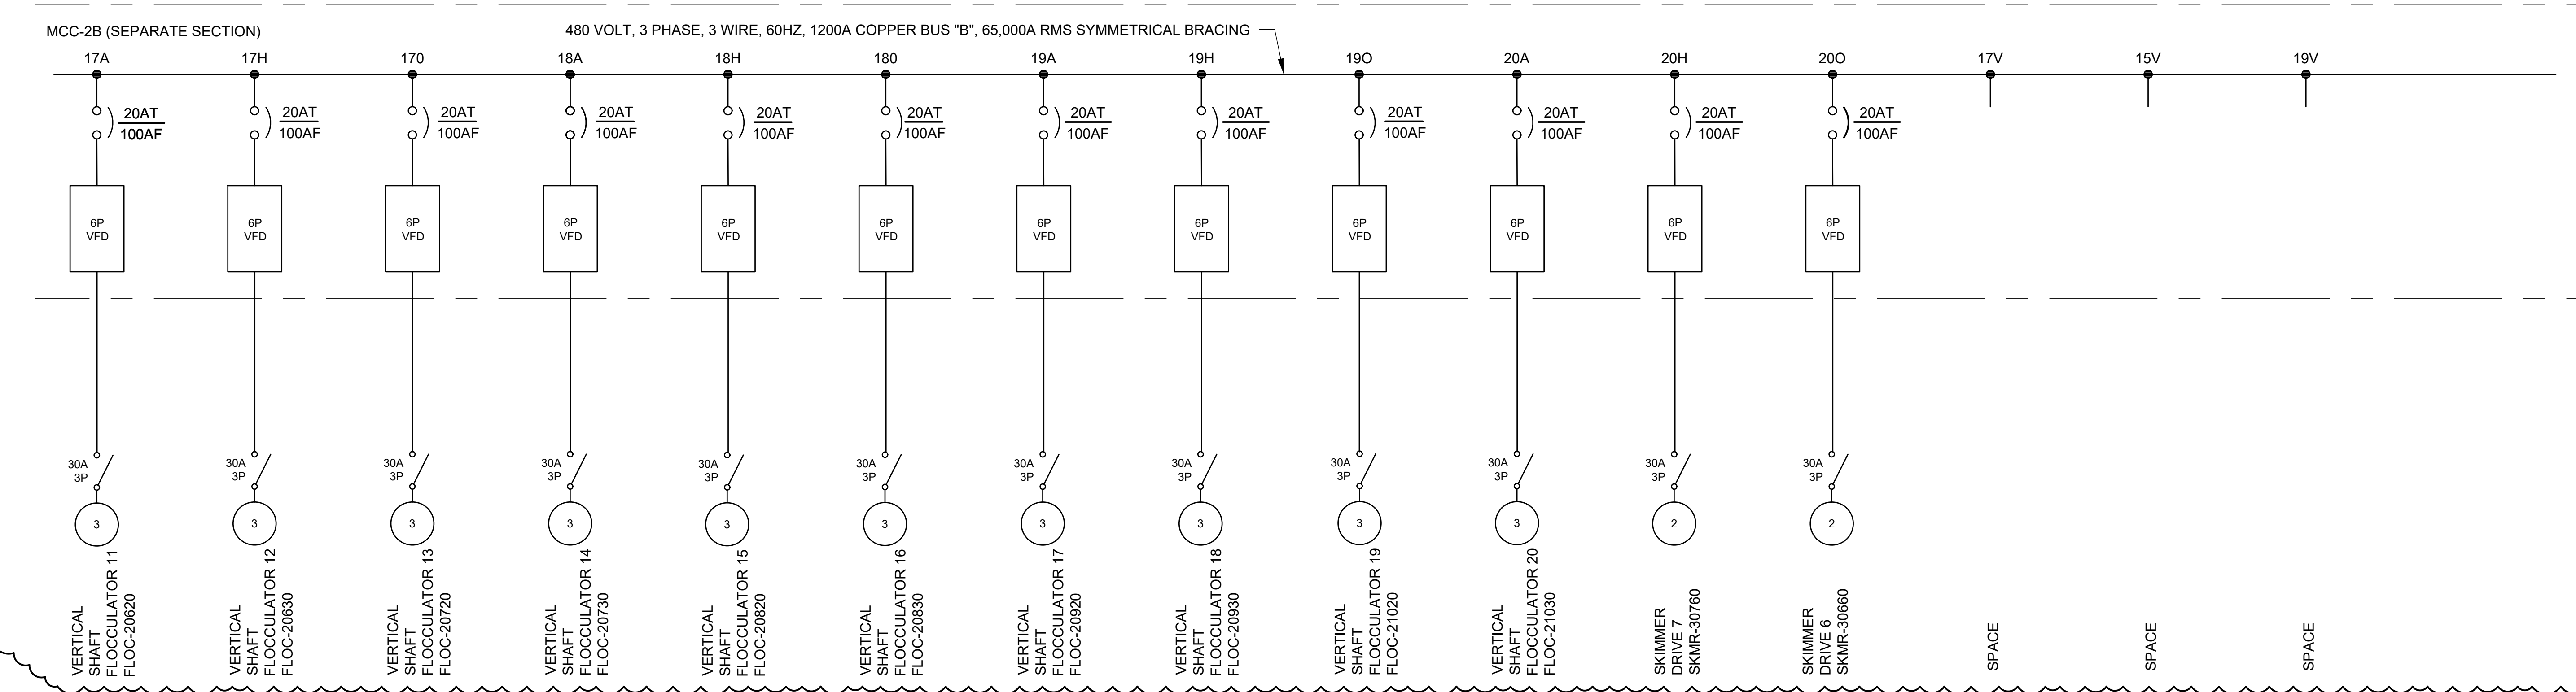 MCC-2B (SEPARATE SECTION)
480 VOLT, 3 PHASE, 3 WIRE, 60HZ, 1200A COPPER BUS "B", 65,000A RMS SYMMETRICAL BRACING
17A
17H
170
18A
18H
180
19A
19H
19O
20A
20H
20O
17V
15V
19V
20AT
100AF
20AT
100AF
20AT
100AF
20AT
100AF
20AT
100AF
20AT
100AF
20AT
100AF
20AT
100AF
20AT
100AF
20AT
100AF
20AT
100AF
20AT
100AF
6P
VFD
6P
VFD
6P
VFD
6P
VFD
6P
VFD
6P
VFD
6P
VFD
6P
VFD
6P
VFD
6P
VFD
6P
VFD
6P
VFD
30A
3P
30A
3P
30A
3P
30A
3P
30A
3P
30A
3P
30A
3P
30A
3P
30A
3P
30A
3P
30A
3P
30A
3P
3
3
3
3
3
3
3
3
3
3
2
2
VERTICAL
SHAFT
FLOCCULATOR 11
FLOC-20620
VERTICAL
SHAFT
FLOCCULATOR 12
FLOC-20630
VERTICAL
SHAFT
FLOCCULATOR 13
FLOC-20720
VERTICAL
SHAFT
FLOCCULATOR 14
FLOC-20730
VERTICAL
SHAFT
FLOCCULATOR 15
FLOC-20820
VERTICAL
SHAFT
FLOCCULATOR 16
FLOC-20830
VERTICAL
SHAFT
FLOCCULATOR 17
FLOC-20920
VERTICAL
SHAFT
FLOCCULATOR 18
FLOC-20930
VERTICAL
SHAFT
FLOCCULATOR 19
FLOC-21020
VERTICAL
SHAFT
FLOCCULATOR 20
FLOC-21030
SKIMMER
DRIVE 7
SKMR-30760
SKIMMER
DRIVE 6
SKMR-30660
SPACE
SPACE
SPACE